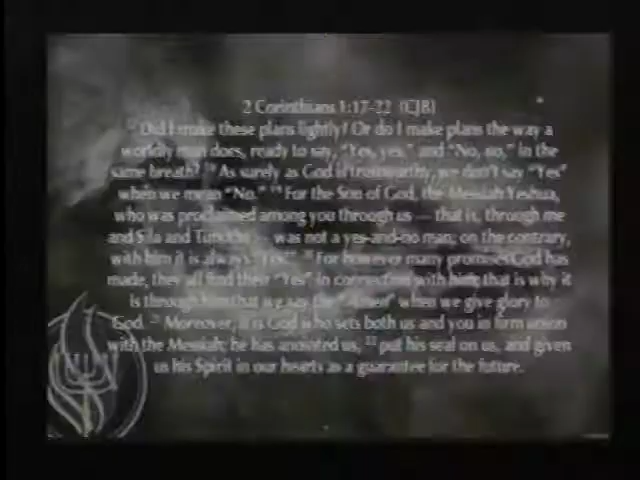 2 Corinthians 1:17-22 (CJB)
17 Did I make these plans lightly? Or do I make plans the way a
worldly man does, ready to say, "Yes, yes," and "No, no," in the
same breath? 18 As surely as God is trustworthy, we don't say "Yes"
when we mean "No." 19 For the Son of God, the Messiah Yeshua,
who was proclaimed among you through us — that is, through me
and Sila and Timothy — was not a yes-and-no man; on the contrary,
with him it is always "Yes!" 20 For however many promises God has
made, they all find their "Yes" in connection with him; that is why it
is through him that we say the "Amen" when we give glory to
God. 21 Moreover, it is God who sets both us and you in firm union
with the Messiah; he has anointed us, 22 put his seal on us, and given
us his Spirit in our hearts as a guarantee for the future.